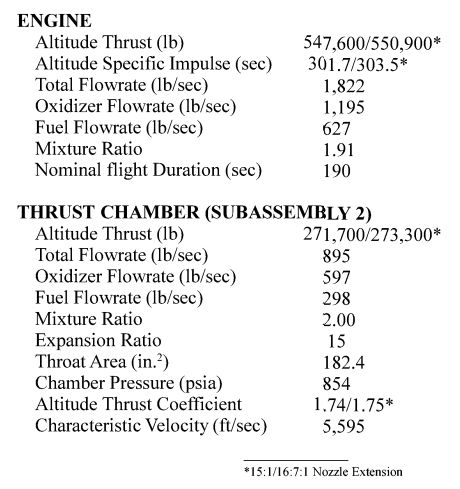 ENGINE
Altitude Thrust (lb) 547,600/550,900*
Altitude Specific Impulse (sec) 301.7/303.5*
Total Flowrate (lb/sec) 1,822
Oxidizer Flowrate (lb/sec) 1,195
Fuel Flowrate (lb/sec) 627
Mixture Ratio 1.91
Nominal flight Duration (sec) 190
THRUST CHAMBER (SUBASSEMBLY 2)
Altitude Thrust (lb) 271,700/273,300*
Total Flowrate (lb/sec) 895
Oxidizer Flowrate (lb/sec) 597
Fuel Flowrate (lb/sec) 298
Mixture Ratio 2.00
Expansion Ratio 15
Throat Area (in.²) 182.4
Chamber Pressure (psia) 854
Altitude Thrust Coefficient 1.74/1.75*
Characteristic Velocity (ft/sec) 5,595
*15:1/16:7:1 Nozzle Extension